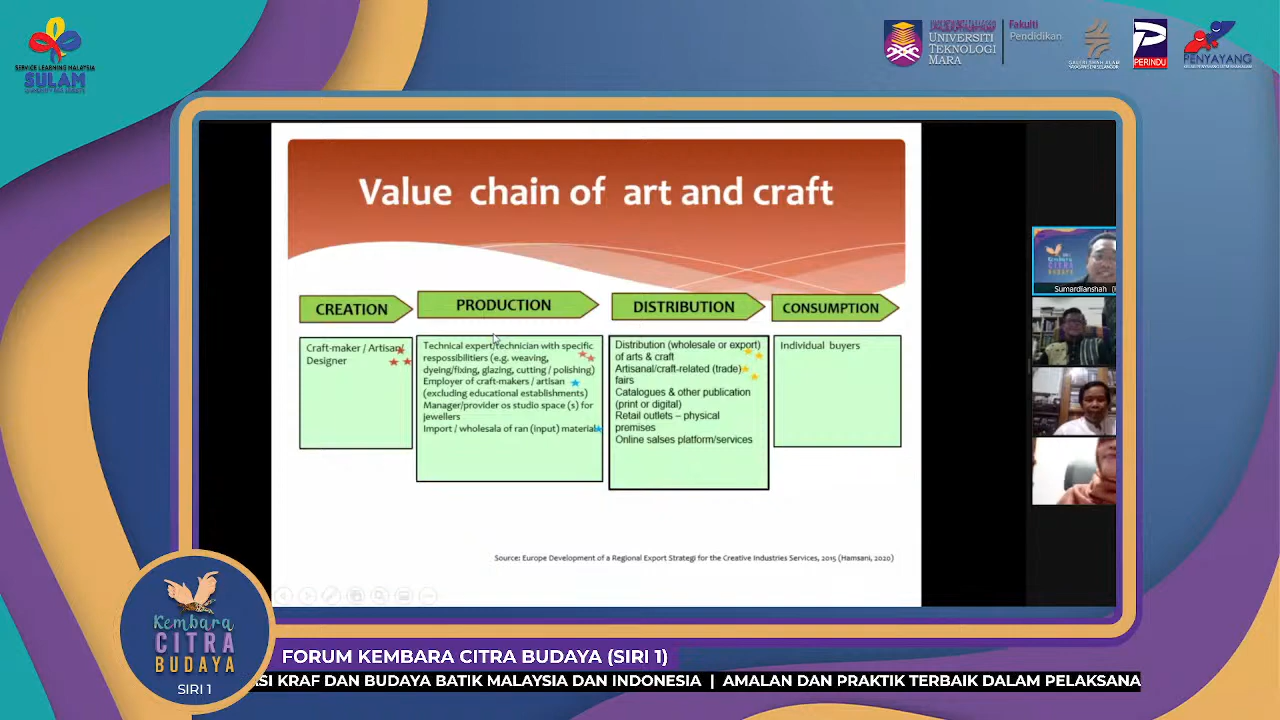 SERVICE LEARNING MALAYSIA
SULAM
UNIVERSITI
TEKNOLOGI
MARA
Fakulti
Pendidikan
PERINDU
PENYAYANG
Value chain of art and craft
CREATION
PRODUCTION
DISTRIBUTION
CONSUMPTION
Craft-maker / Artisan/
Designer
Technical expert/technician with specific
respossibilitiers (e.g. weaving,
dyeing/fixing, glazing, cutting / polishing)
Employer of craft-makers / artisan
(excluding educational establishments)
Manager/provider os studio space (s) for
jewellers
Import / wholesala of ran (input) material
Distribution (wholesale or export)
of arts & craft
Artisanal/craft-related (trade)
fairs
Catalogues & other publication
(print or digital)
Retail outlets – physical
premises
Online salses platform/services
Individual buyers
Source: Europe Development of a Regional Export Strategi for the Creative Industries Services, 2015 (Hamsani, 2020)
Kembara
CITRA
BUDAYA
Sumardianshah
Kembara
CITRA
BUDAYA
SIRI 1
FORUM KEMBARA CITRA BUDAYA (SIRI 1)
SI KRAF DAN BUDAYA BATIK MALAYSIA DAN INDONESIA | AMALAN DAN PRAKTIK TERBAIK DALAM PELAKSANA